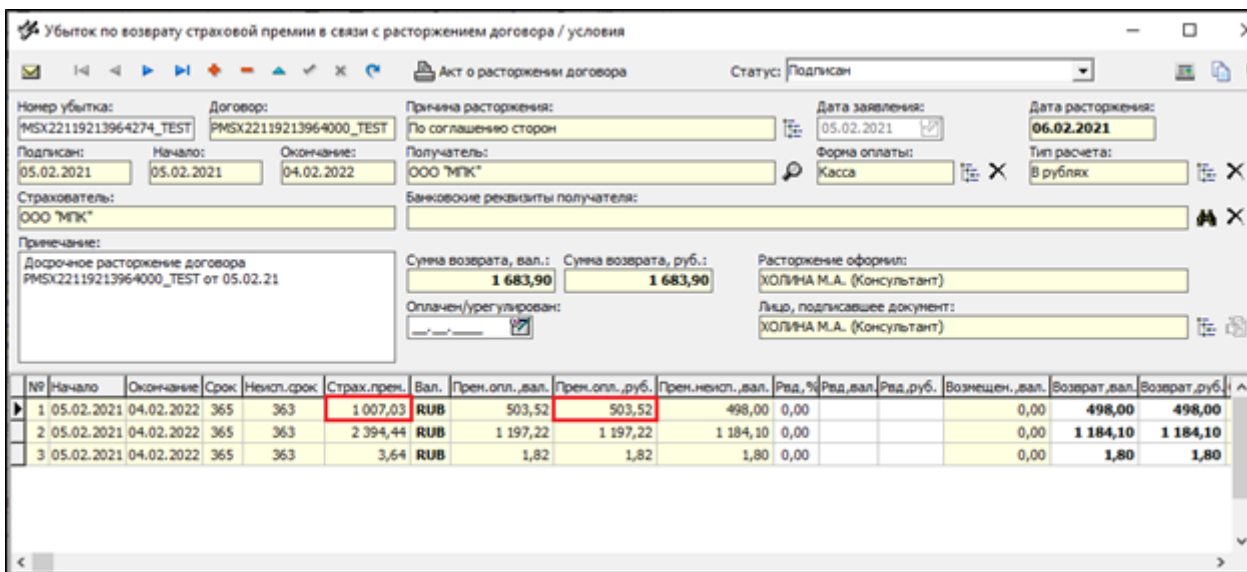 Убыток по возврату страховой премии в связи с расторжением договора / условия
Акт о расторжении договора Статус: Подписан
Номер убытка: Договор: Причина расторжения: Дата заявления: Дата расторжения:
MSX22119213964274_TEST PMSX22119213964000_TEST По соглашению сторон 05.02.2021 06.02.2021
Подписан: Начало: Окончание: Получатель: Форма оплаты: Тип расчета:
05.02.2021 05.02.2021 04.02.2022 ООО "МПК" Касса В рублях
Страхователь: Банковские реквизиты получателя:
ООО "МПК"
Примечание:
Досрочное расторжение договора
PMSX22119213964000_TEST от 05.02.21
Сумма возврата, вал.: Сумма возврата, руб.: Расторжение оформил:
1 683,90 1 683,90 ХОЛИНА М.А. (Консультант)
Оплачен/урегулирован: Лицо, подписавшее документ:
__.__.____ ХОЛИНА М.А. (Консультант)
№ Начало Окончание Срок Неисп.срок Страх.прем. Вал. Прем.опл.,вал. Прем.опл.,руб. Прем.неисп.,вал. Рвд,% Рвд,вал. Рвд,руб. Возмещен.,вал. Возврат,вал. Возврат,руб.
1 05.02.2021 04.02.2022 365 363 1 007,03 RUB 503,52 503,52 498,00 0,00 0,00 498,00 498,00
2 05.02.2021 04.02.2022 365 363 2 394,44 RUB 1 197,22 1 197,22 1 184,10 0,00 0,00 1 184,10 1 184,10
3 05.02.2021 04.02.2022 365 363 3,64 RUB 1,82 1,82 1,80 0,00 0,00 1,80 1,80